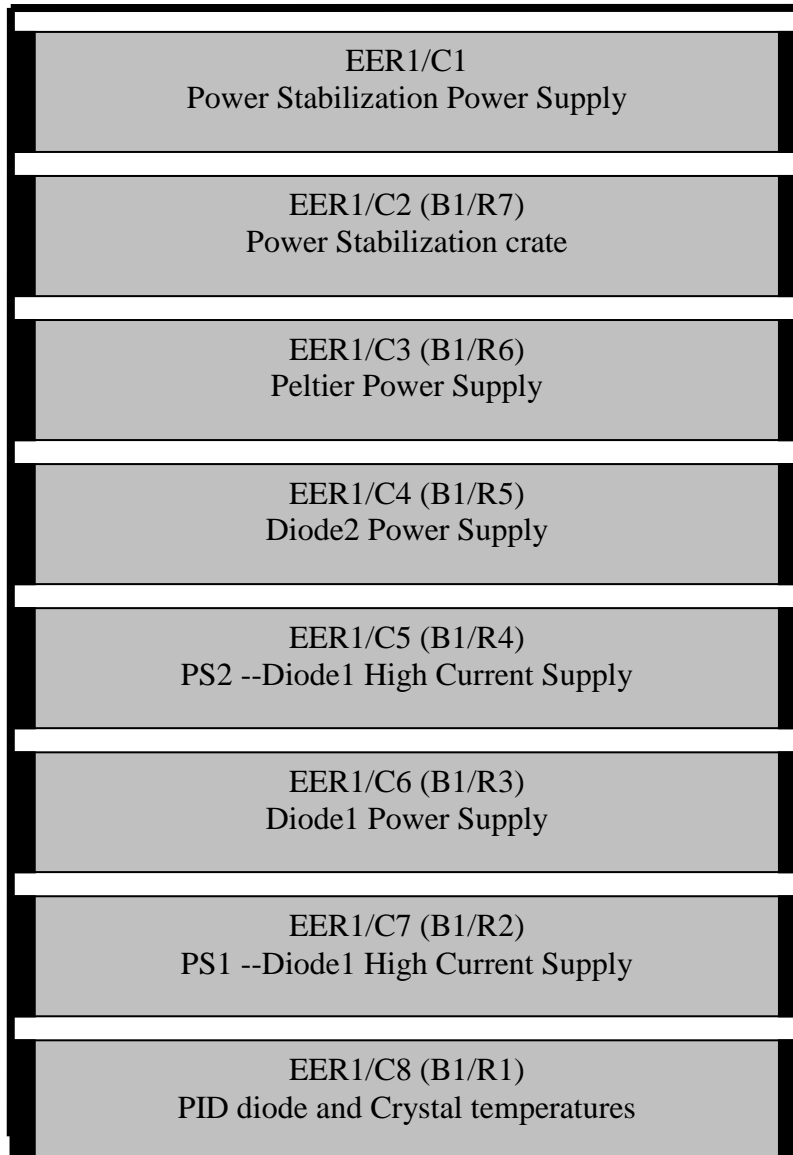 EER1/C1
Power Stabilization Power Supply
EER1/C2 (B1/R7)
Power Stabilization crate
EER1/C3 (B1/R6)
Peltier Power Supply
EER1/C4 (B1/R5)
Diode2 Power Supply
EER1/C5 (B1/R4)
PS2 --Diode1 High Current Supply
EER1/C6 (B1/R3)
Diode1 Power Supply
EER1/C7 (B1/R2)
PS1 --Diode1 High Current Supply
EER1/C8 (B1/R1)
PID diode and Crystal temperatures